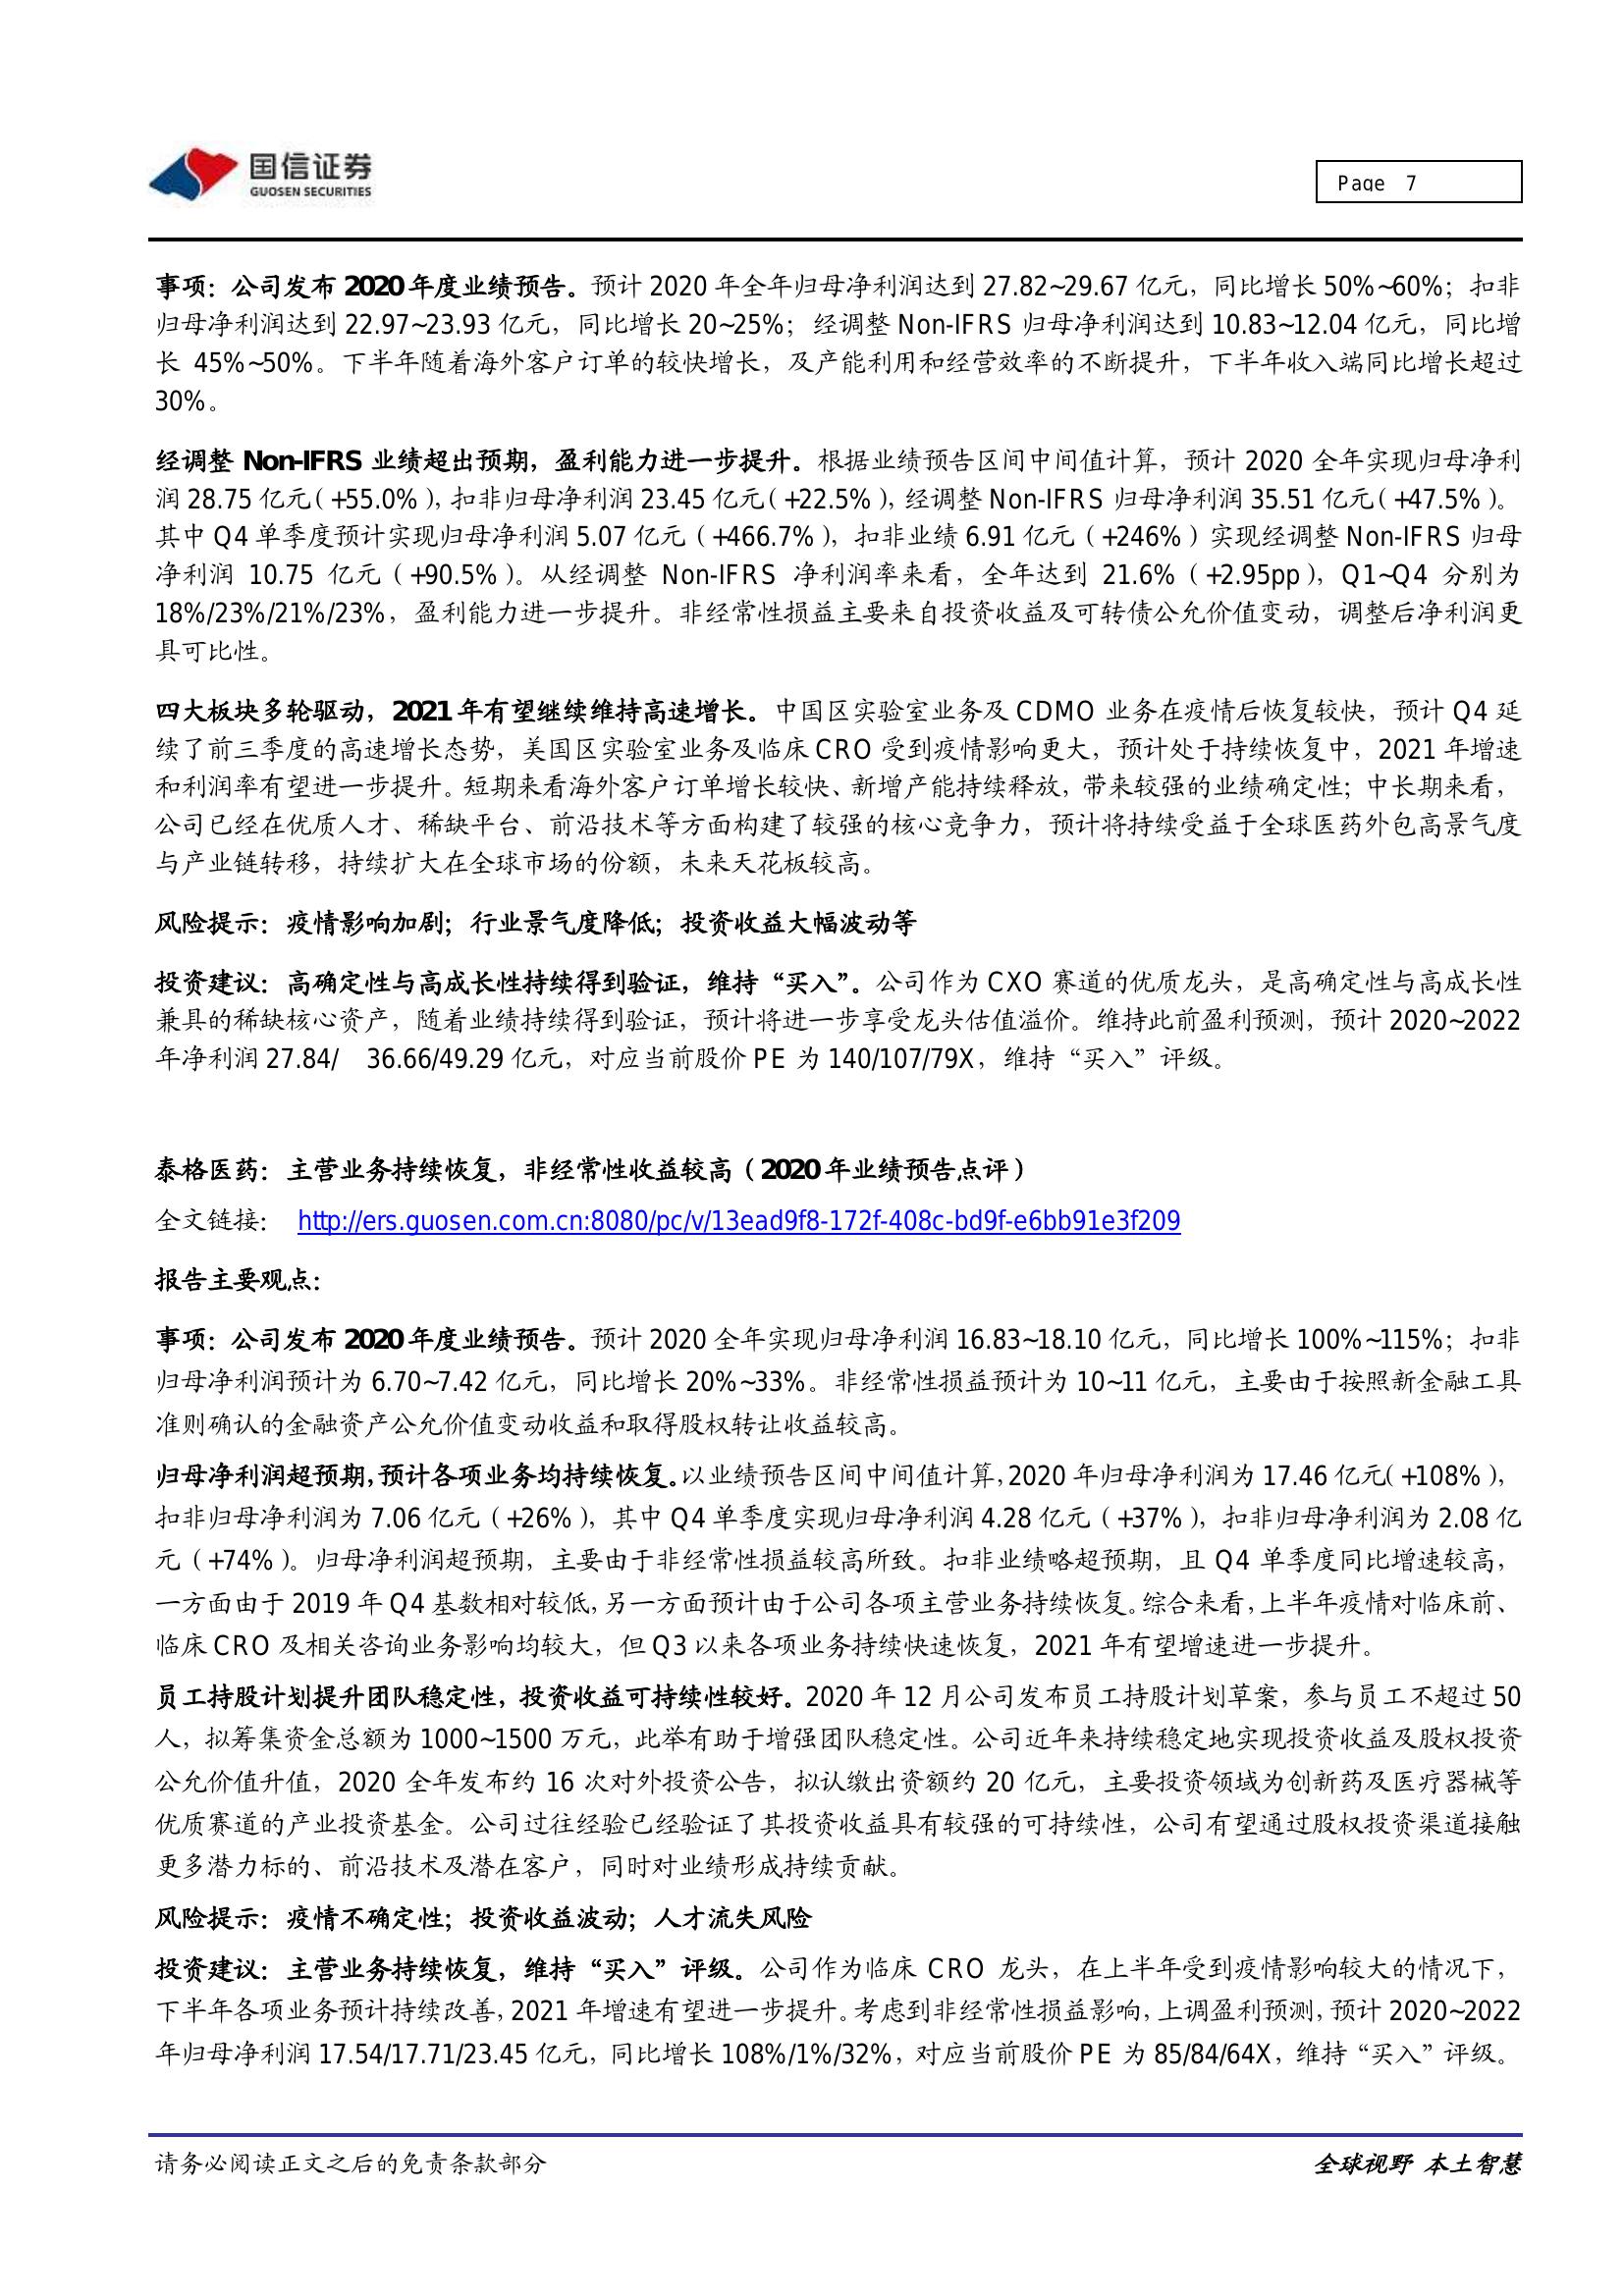 国信证券
GUOSEN SECURITIES
Page 7
事项：公司发布 2020 年度业绩预告。预计 2020 年全年归母净利润达到 27.82~29.67 亿元，同比增长 50%~60%；扣非
归母净利润达到 22.97~23.93 亿元，同比增长 20~25%；经调整 Non-IFRS 归母净利润达到 10.83~12.04 亿元，同比增
长 45%~50%。下半年随着海外客户订单的较快增长，及产能利用和经营效率的不断提升，下半年收入端同比增长超过
30%。
经调整 Non-IFRS 业绩超出预期，盈利能力进一步提升。根据业绩预告区间中间值计算，预计 2020 全年实现归母净利
润 28.75 亿元（+55.0%），扣非归母净利润 23.45 亿元（+22.5%），经调整 Non-IFRS 归母净利润 35.51 亿元（+47.5%）。
其中 Q4 单季度预计实现归母净利润 5.07 亿元（+466.7%），扣非业绩 6.91 亿元（+246%）实现经调整 Non-IFRS 归母
净利润 10.75 亿元（+90.5%）。从经调整 Non-IFRS 净利润率来看，全年达到 21.6%（+2.95pp），Q1~Q4 分别为
18%/23%/21%/23%，盈利能力进一步提升。非经常性损益主要来自投资收益及可转债公允价值变动，调整后净利润更
具可比性。
四大板块多轮驱动，2021 年有望继续维持高速增长。中国区实验室业务及 CDMO 业务在疫情后恢复较快，预计 Q4 延
续了前三季度的高速增长态势，美国区实验室业务及临床 CRO 受到疫情影响更大，预计处于持续恢复中，2021 年增速
和利润率有望进一步提升。短期来看海外客户订单增长较快、新增产能持续释放，带来较强的业绩确定性；中长期来看，
公司已经在优质人才、稀缺平台、前沿技术等方面构建了较强的核心竞争力，预计将持续受益于全球医药外包高景气度
与产业链转移，持续扩大在全球市场的份额，未来天花板较高。
风险提示：疫情影响加剧；行业景气度降低；投资收益大幅波动等
投资建议：高确定性与高成长性持续得到验证，维持“买入”。公司作为 CXO 赛道的优质龙头，是高确定性与高成长性
兼具的稀缺核心资产，随着业绩持续得到验证，预计将进一步享受龙头估值溢价。维持此前盈利预测，预计 2020~2022
年净利润 27.84/ 36.66/49.29 亿元，对应当前股价 PE 为 140/107/79X，维持“买入”评级。
泰格医药：主营业务持续恢复，非经常性收益较高（2020 年业绩预告点评）
全文链接： http://ers.guosen.com.cn:8080/pc/v/13ead9f8-172f-408c-bd9f-e6bb91e3f209
报告主要观点：
事项：公司发布 2020 年度业绩预告。预计 2020 全年实现归母净利润 16.83~18.10 亿元，同比增长 100%~115%；扣非
归母净利润预计为 6.70~7.42 亿元，同比增长 20%~33%。非经常性损益预计为 10~11 亿元，主要由于按照新金融工具
准则确认的金融资产公允价值变动收益和取得股权转让收益较高。
归母净利润超预期，预计各项业务均持续恢复。以业绩预告区间中间值计算，2020 年归母净利润为 17.46 亿元（+108%），
扣非归母净利润为 7.06 亿元（+26%），其中 Q4 单季度实现归母净利润 4.28 亿元（+37%），扣非归母净利润为 2.08 亿
元（+74%）。归母净利润超预期，主要由于非经常性损益较高所致。扣非业绩略超预期，且 Q4 单季度同比增速较高，
一方面由于 2019 年 Q4 基数相对较低，另一方面预计由于公司各项主营业务持续恢复。综合来看，上半年疫情对临床前、
临床 CRO 及相关咨询业务影响均较大，但 Q3 以来各项业务持续快速恢复，2021 年有望增速进一步提升。
员工持股计划提升团队稳定性，投资收益可持续性较好。2020 年 12 月公司发布员工持股计划草案，参与员工不超过 50
人，拟筹集资金总额为 1000~1500 万元，此举有助于增强团队稳定性。公司近年来持续稳定地实现投资收益及股权投资
公允价值升值，2020 全年发布约 16 次对外投资公告，拟认缴出资额约 20 亿元，主要投资领域为创新药及医疗器械等
优质赛道的产业投资基金。公司过往经验已经验证了其投资收益具有较强的可持续性，公司有望通过股权投资渠道接触
更多潜力标的、前沿技术及潜在客户，同时对业绩形成持续贡献。
风险提示：疫情不确定性；投资收益波动；人才流失风险
投资建议：主营业务持续恢复，维持“买入”评级。公司作为临床 CRO 龙头，在上半年受到疫情影响较大的情况下，
下半年各项业务预计持续改善，2021 年增速有望进一步提升。考虑到非经常性损益影响，上调盈利预测，预计 2020~2022
年归母净利润 17.54/17.71/23.45 亿元，同比增长 108%/1%/32%，对应当前股价 PE 为 85/84/64X，维持“买入”评级。
请务必阅读正文之后的免责条款部分
全球视野 本土智慧